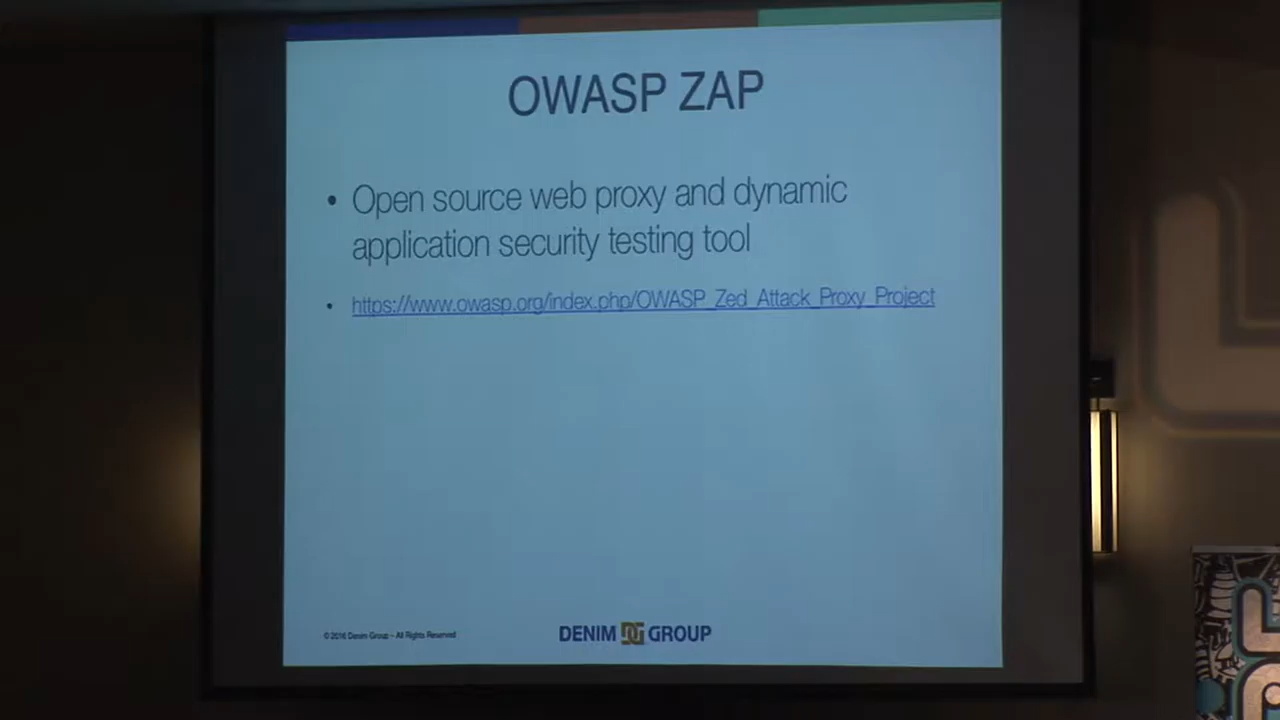 OWASP ZAP
• Open source web proxy and dynamic
application security testing tool
• https://www.owasp.org/index.php/OWASP_Zed_Attack_Proxy_Project
© 2016 Denim Group – All Rights Reserved
DENIM DG GROUP